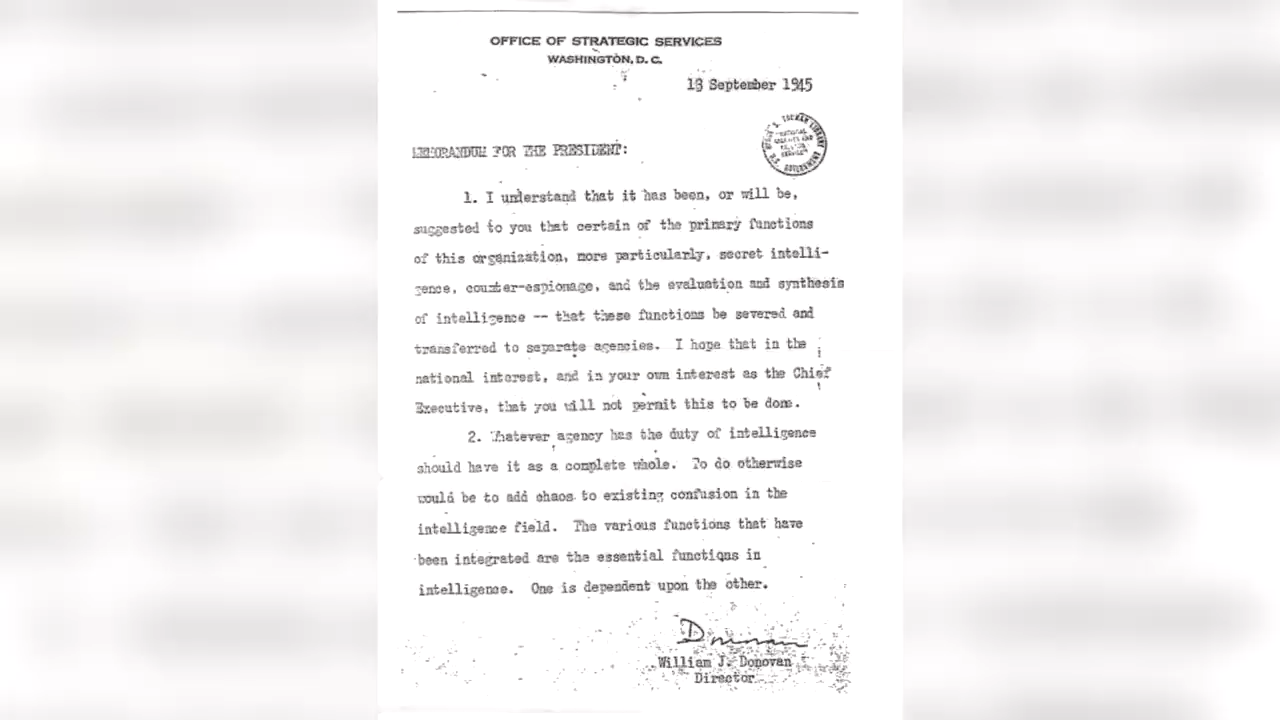 OFFICE OF STRATEGIC SERVICES
WASHINGTON, D. C.
13 September 1945
MEMORANDUM FOR THE PRESIDENT:
1. I understand that it has been, or will be,
suggested to you that certain of the primary functions
of this organization, more particularly, secret intelli-
gence, counter-espionage, and the evaluation and synthesis
of intelligence -- that these functions be severed and
transferred to separate agencies. I hope that in the
national interest, and in your own interest as the Chief
Executive, that you will not permit this to be done.
2. Whatever agency has the duty of intelligence
should have it as a complete whole. To do otherwise
would be to add chaos to existing confusion in the
intelligence field. The various functions that have
been integrated are the essential functions in
intelligence. One is dependent upon the other.
Donovan
William J. Donovan
Director